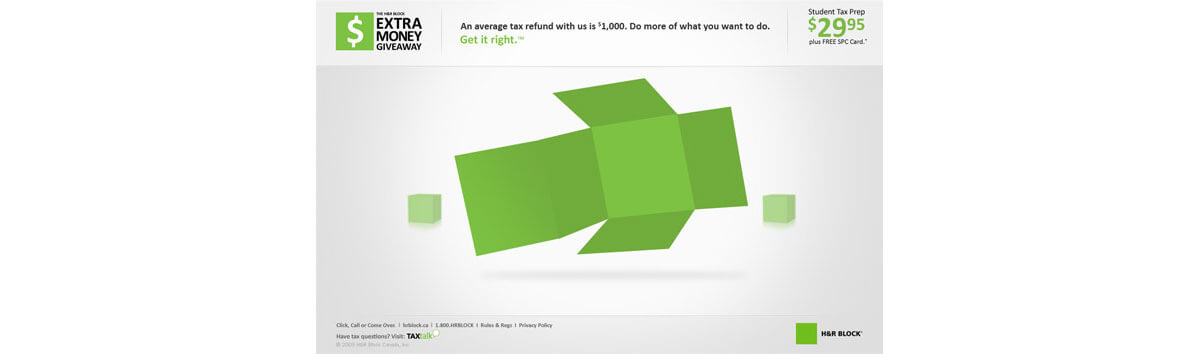 THE H&R BLOCK
$ EXTRA
MONEY
GIVEAWAY
An average tax refund with us is $1,000. Do more of what you want to do.
Get it right.™
Student Tax Prep
$29.95
plus FREE SPC Card.*
Click, Call or Come Over. | hrblock.ca | 1.800.HRBLOCK | Rules & Regs | Privacy Policy
Have tax questions? Visit: TAXtalk
© 2009 H&R Block Canada, Inc
H&R BLOCK®